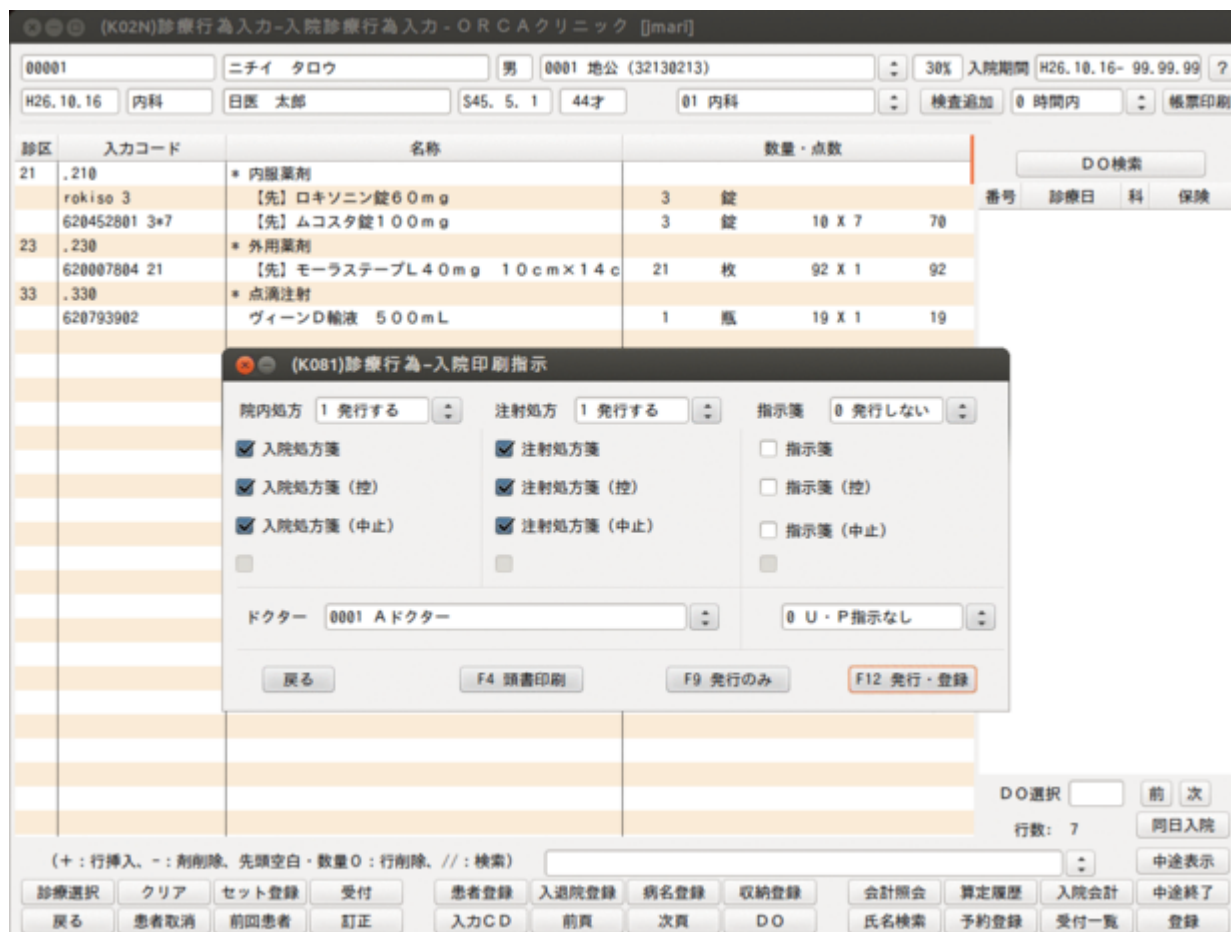 (K02N)診療行為入力-入院診療行為入力 - ＯＲＣＡクリニック [jmari]
00001 ニチイ タロウ 男 0001 地公 (32130213) 30% 入院期間 H26.10.16- 99.99.99 ?
H26.10.16 内科 日医 太郎 S45. 5. 1 44才 01 内科 検査追加 0 時間内 帳票印刷
診区 入力コード 名称 数量・点数
DO検索
番号 診療日 科 保険
21 .210 * 内服薬剤
rokiso 3 【先】ロキソニン錠６０ｍｇ 3 錠
620452801 3*7 【先】ムコスタ錠１００ｍｇ 3 錠 10 X 7 70
23 .230 * 外用薬剤
620007804 21 【先】モーラステープL４０ｍｇ １０ｃｍ×１４ｃ 21 枚 92 X 1 92
33 .330 * 点滴注射
620793902 ヴィーンＤ輸液 ５００ｍＬ 1 瓶 19 X 1 19
(K081)診療行為-入院印刷指示
院内処方 1 発行する 注射処方 1 発行する 指示箋 0 発行しない
入院処方箋 注射処方箋 指示箋
入院処方箋（控） 注射処方箋（控） 指示箋（控）
入院処方箋（中止） 注射処方箋（中止） 指示箋（中止）
ドクター 0001 Ａドクター 0 Ｕ・Ｐ指示なし
戻る F4 頭書印刷 F9 発行のみ F12 発行・登録
DO選択 前 次
行数: 7 同日入院
(+：行挿入、-：剤削除、先頭空白・数量０：行削除、//：検索) 中途表示
診療選択 クリア セット登録 受付 患者登録 入退院登録 病名登録 収納登録 会計照会 算定履歴 入院会計 中途終了
戻る 患者取消 前回患者 訂正 入力CD 前頁 次頁 DO 氏名検索 予約登録 受付一覧 登録